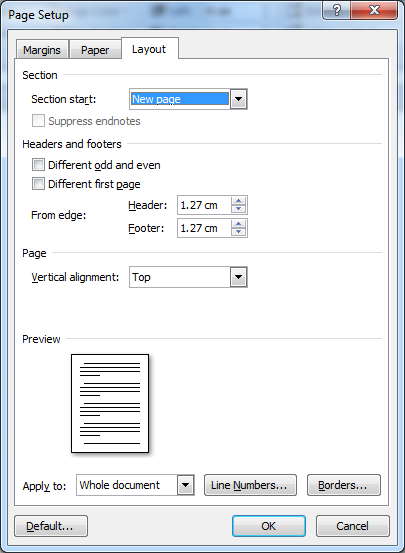 Page Setup
Margins Paper Layout
Section
Section start: New page
Suppress endnotes
Headers and footers
Different odd and even
Different first page
From edge: Header: 1.27 cm
Footer: 1.27 cm
Page
Vertical alignment: Top
Preview
Apply to: Whole document Line Numbers... Borders...
Default... OK Cancel